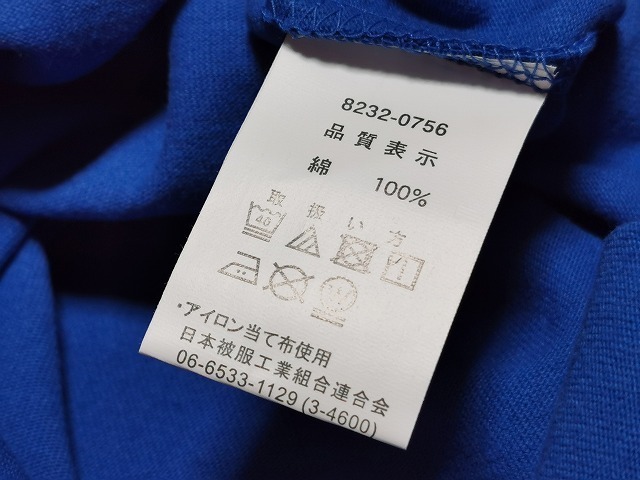 8232-0756
品質表示
綿 100%
取扱い方
40
・アイロン当て布使用
日本被服工業組合連合会
06-6533-1129 (3-4600)